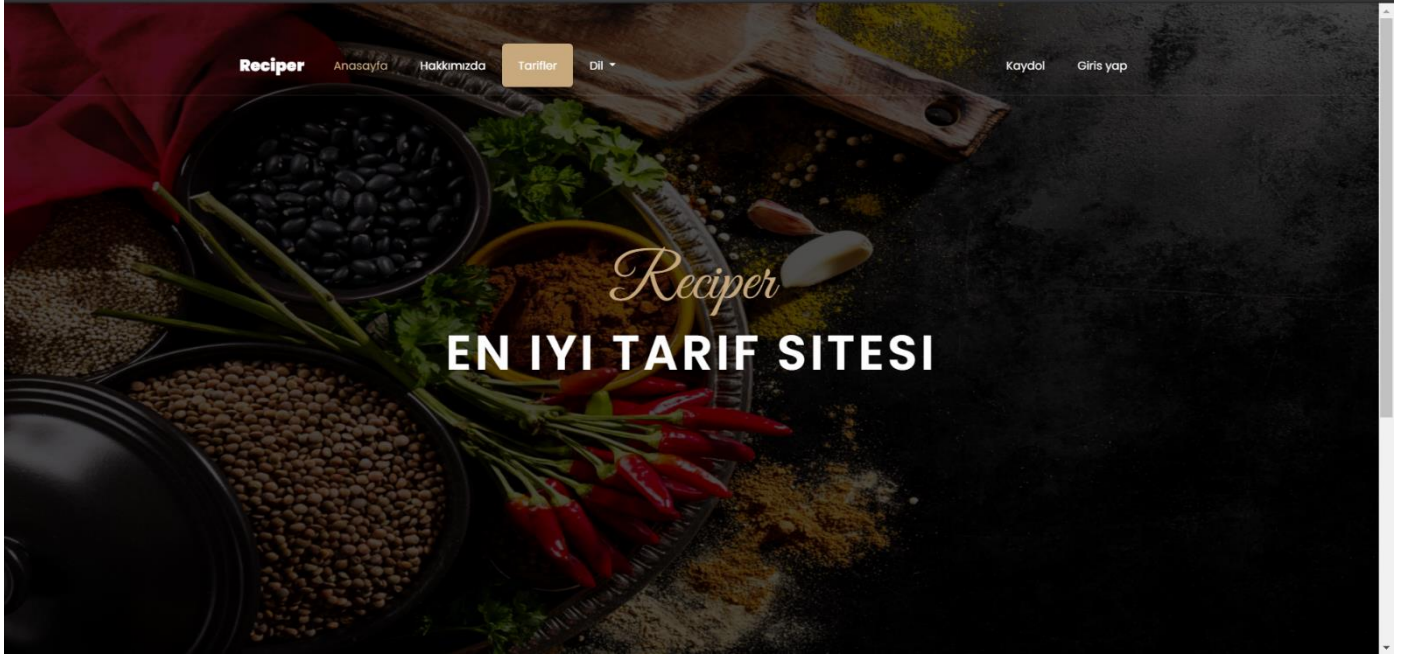 Reciper Anasayfa Hakkımızda Tarifler Dil Kaydol Giris yap
Reciper
EN IYI TARIF SITESI